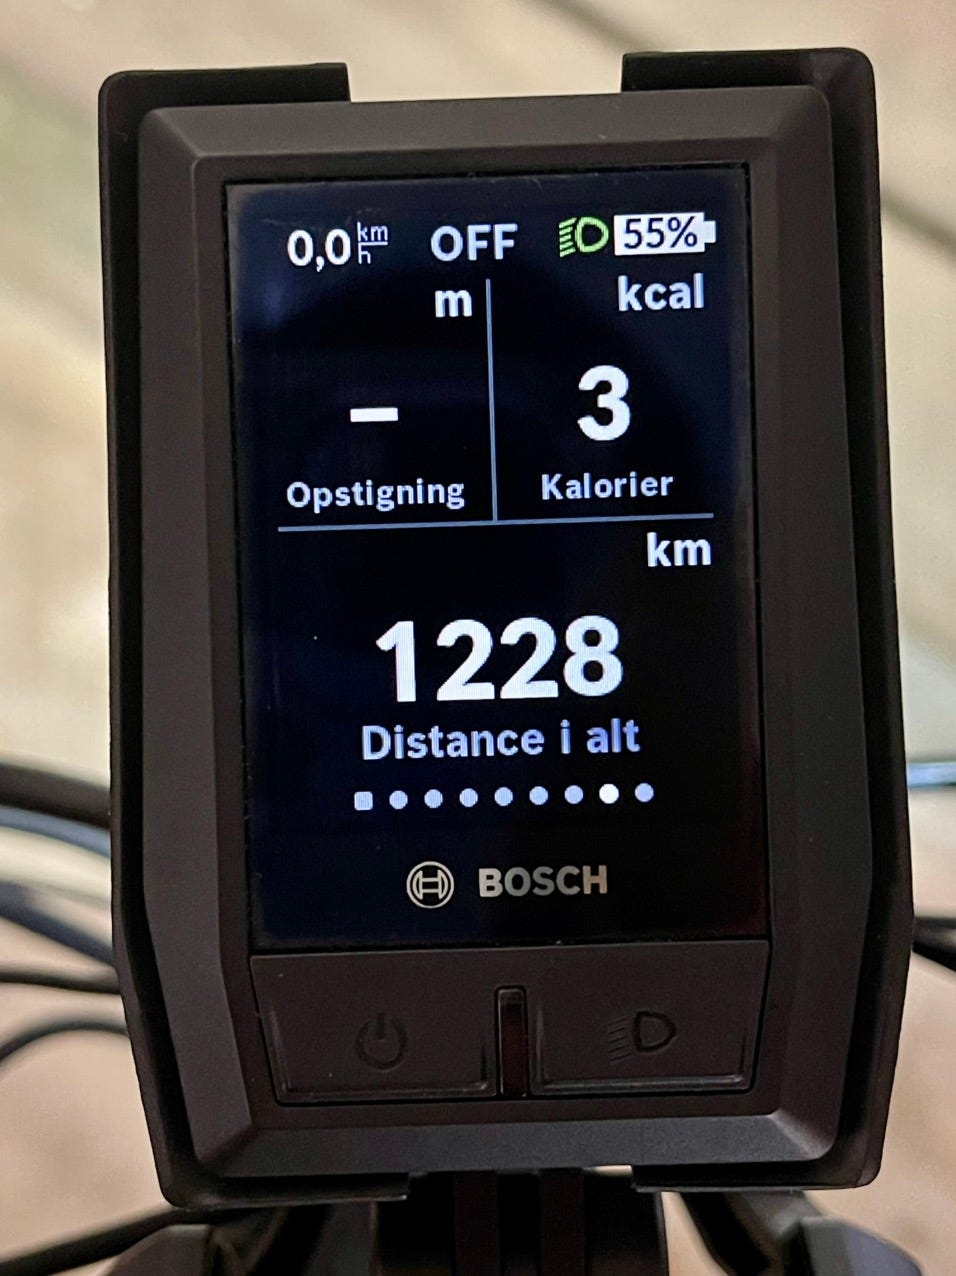 0,0 km/h OFF 55%
m
kcal
–
3
Opstigning
Kalorier
km
1228
Distance i alt
BOSCH